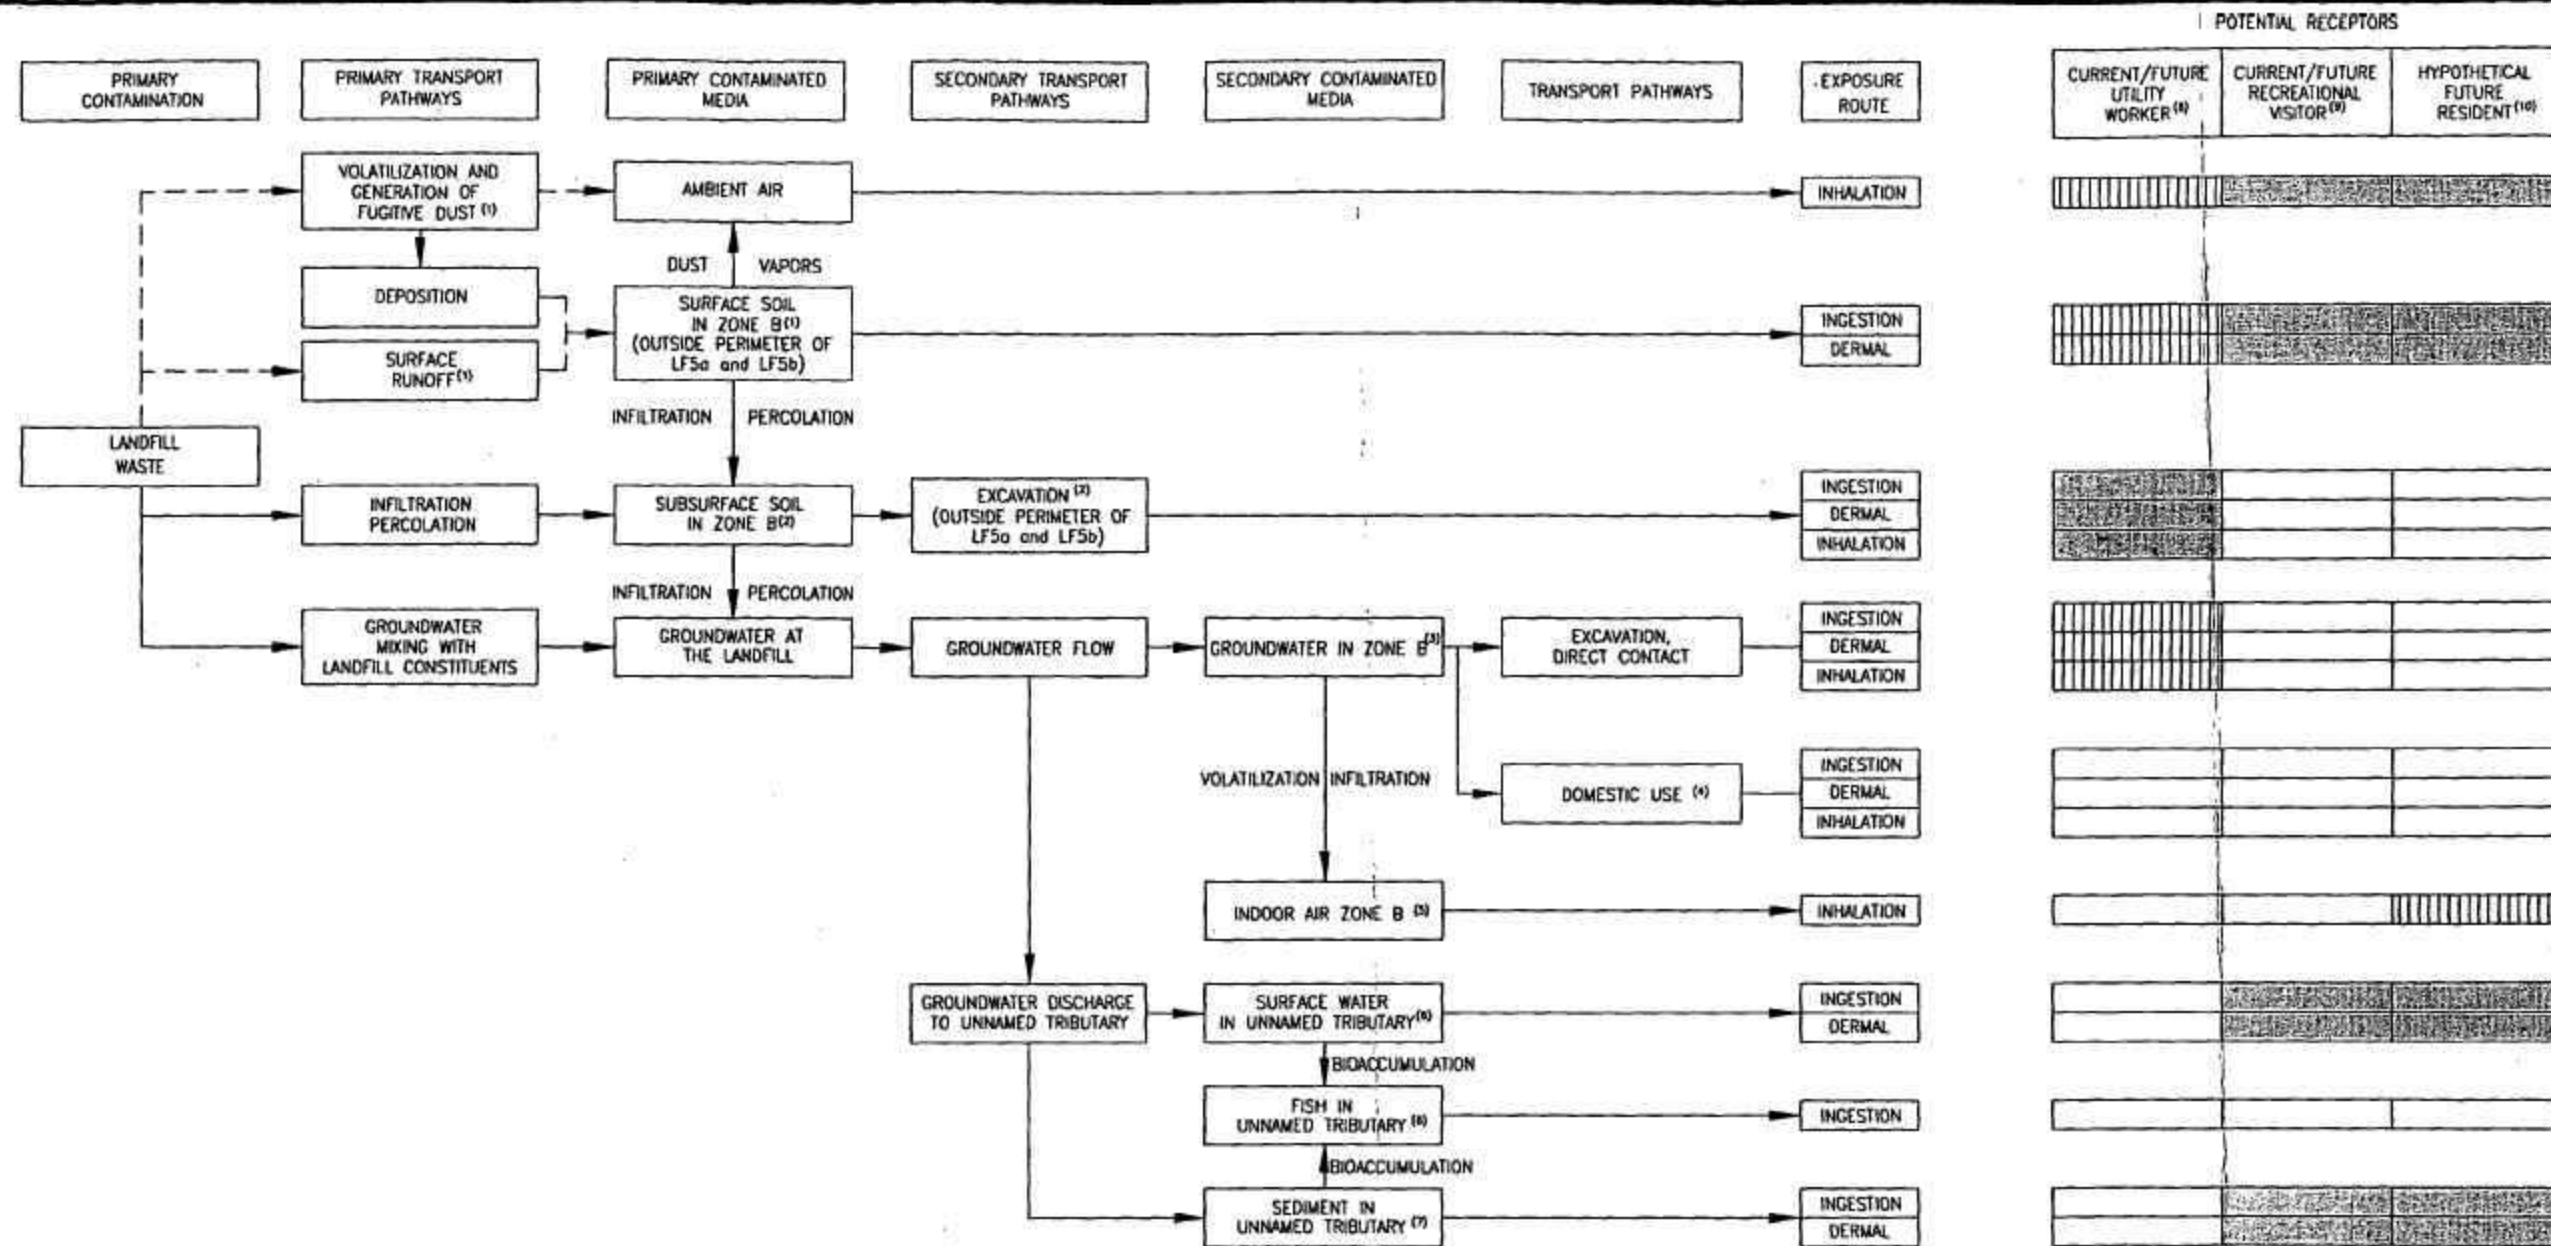 POTENTIAL RECEPTORS
PRIMARY
CONTAMINATION
PRIMARY TRANSPORT
PATHWAYS
PRIMARY CONTAMINATED
MEDIA
SECONDARY TRANSPORT
PATHWAYS
SECONDARY CONTAMINATED
MEDIA
TRANSPORT PATHWAYS
EXPOSURE
ROUTE
CURRENT/FUTURE
UTILITY
WORKER(8)
CURRENT/FUTURE
RECREATIONAL
VISITOR(9)
HYPOTHETICAL
FUTURE
RESIDENT(10)
VOLATILIZATION AND
GENERATION OF
FUGITIVE DUST (1)
AMBIENT AIR
INHALATION
DUST VAPORS
DEPOSITION
SURFACE
RUNOFF(1)
SURFACE SOIL
IN ZONE B(1)
(OUTSIDE PERIMETER OF
LF5a and LF5b)
INGESTION
DERMAL
INFILTRATION PERCOLATION
LANDFILL
WASTE
INFILTRATION
PERCOLATION
SUBSURFACE SOIL
IN ZONE B(2)
EXCAVATION (2)
(OUTSIDE PERIMETER OF
LF5a and LF5b)
INGESTION
DERMAL
INHALATION
INFILTRATION PERCOLATION
GROUNDWATER
MIXING WITH
LANDFILL CONSTITUENTS
GROUNDWATER AT
THE LANDFILL
GROUNDWATER FLOW
GROUNDWATER IN ZONE B(3)
EXCAVATION,
DIRECT CONTACT
INGESTION
DERMAL
INHALATION
VOLATILIZATION INFILTRATION
DOMESTIC USE (4)
INGESTION
DERMAL
INHALATION
INDOOR AIR ZONE B (5)
INHALATION
GROUNDWATER DISCHARGE
TO UNNAMED TRIBUTARY
SURFACE WATER
IN UNNAMED TRIBUTARY(6)
INGESTION
DERMAL
BIOACCUMULATION
FISH IN
UNNAMED TRIBUTARY (6)
INGESTION
BIOACCUMULATION
SEDIMENT IN
UNNAMED TRIBUTARY (7)
INGESTION
DERMAL